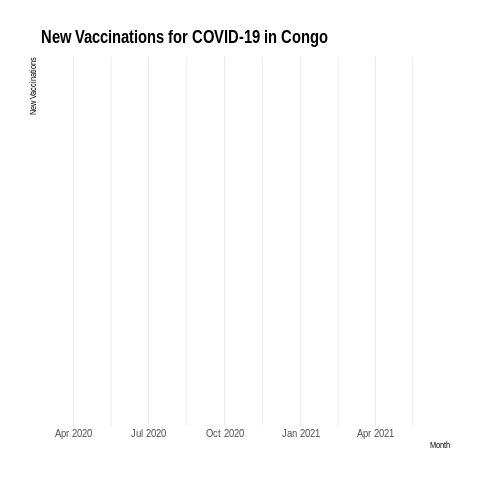 New Vaccinations for COVID-19 in Congo
New Vaccinations
Apr 2020 Jul 2020 Oct 2020 Jan 2021 Apr 2021
Month